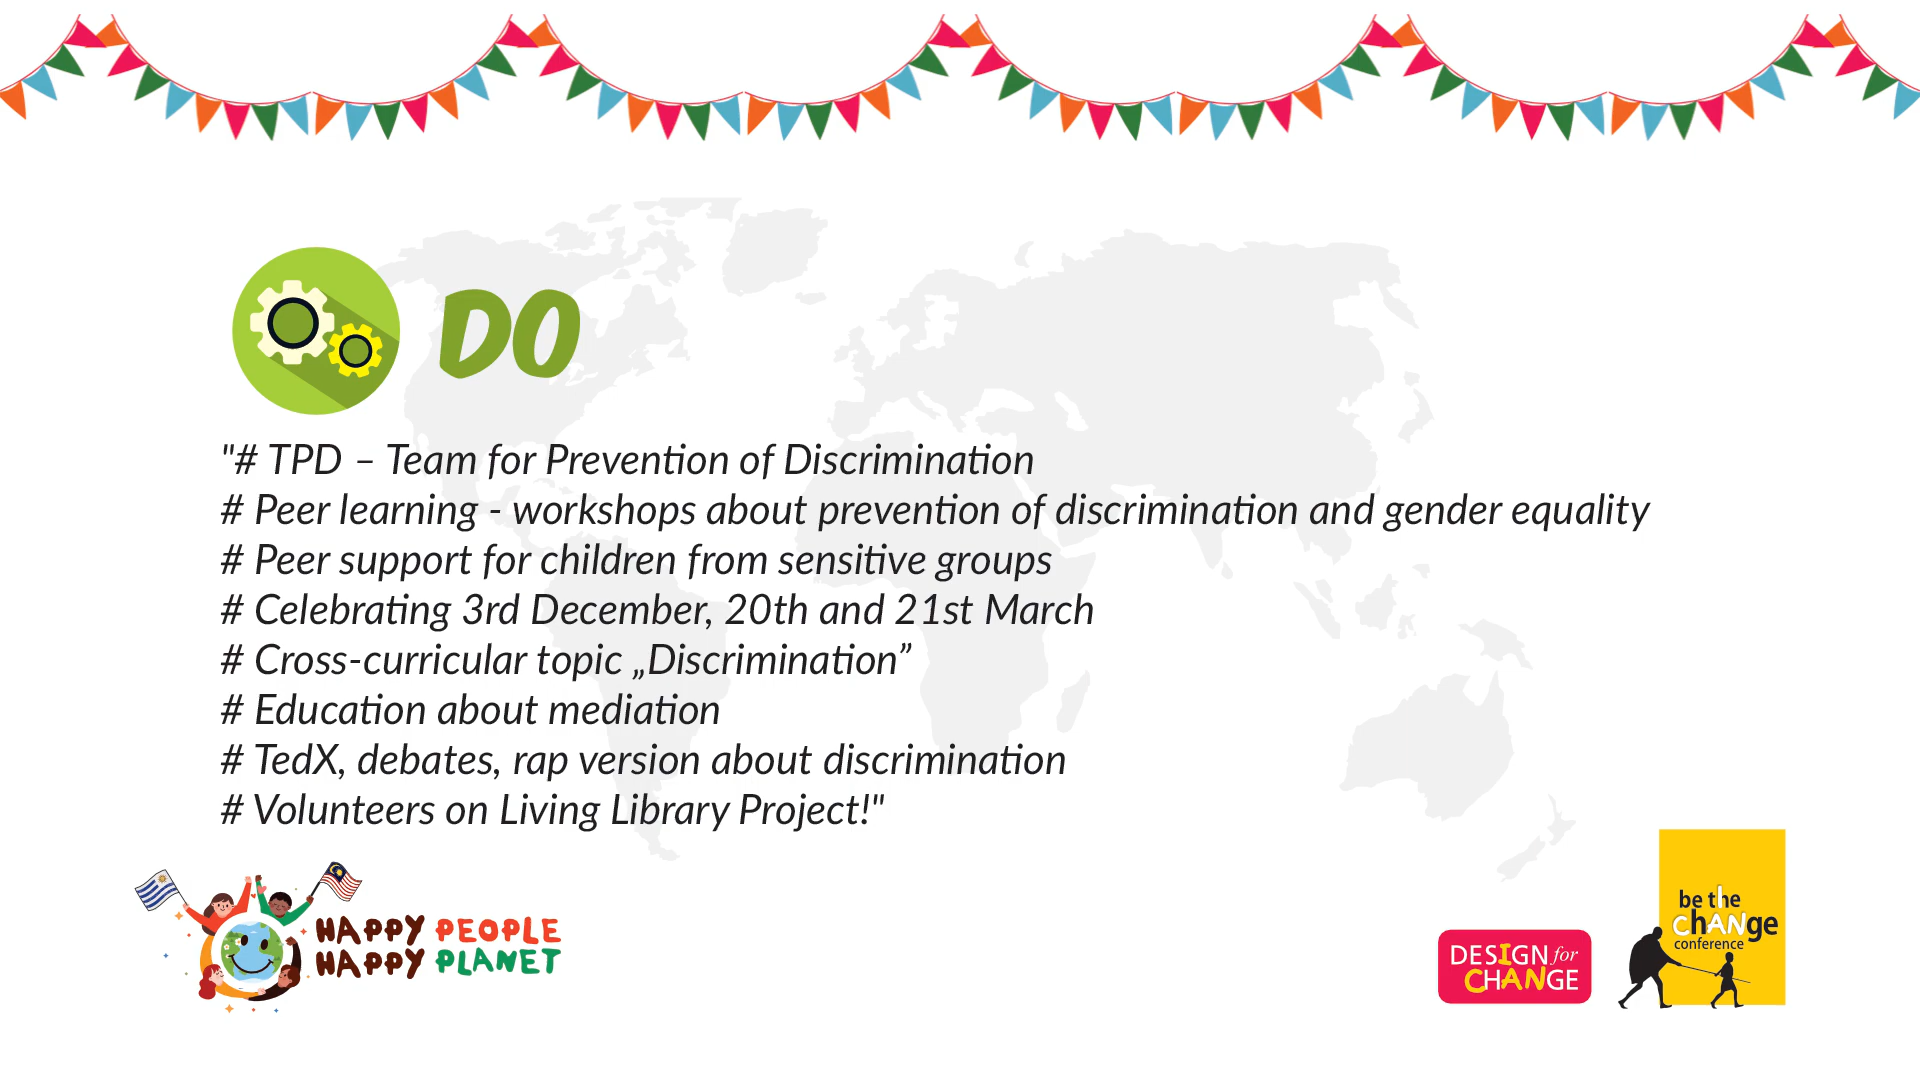 DO
"# TPD – Team for Prevention of Discrimination
# Peer learning - workshops about prevention of discrimination and gender equality
# Peer support for children from sensitive groups
# Celebrating 3rd December, 20th and 21st March
# Cross-curricular topic „Discrimination”
# Education about mediation
# TedX, debates, rap version about discrimination
# Volunteers on Living Library Project!"
HAPPY PEOPLE
HAPPY PLANET
DESIGN for
CHANGE
be the
chANge
conference